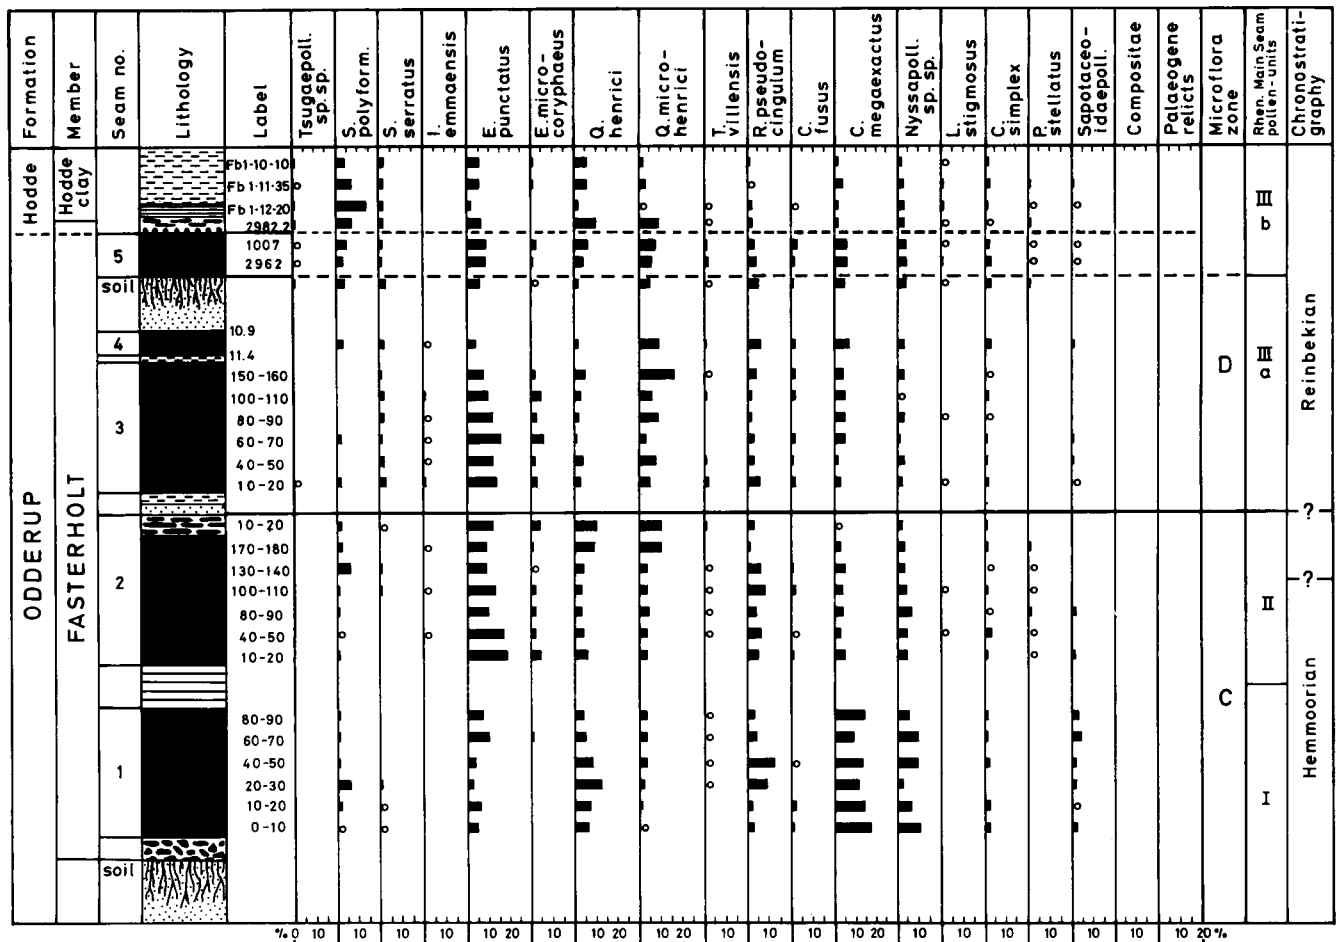 Formation
Member
Seam no.
Lithology
Label
Tsugaepoll. sp. sp.
S. polyform.
S. serratus
I. emmaensis
E. punctatus
E. micro-coryphaeus
Q. henrici
Q. micro-henrici
T. villensis
R. pseudo-cingulum
C. fusus
C. megaexactus
Nyssapoll. sp. sp.
L. stigmosus
C. simplex
P. stellatus
Sapotaceo-idaepoll.
Compositae
Palaeogene relicts
Microflora zone
Rhen. Main Seam pollen-units
Chronostrati-graphy
Hodde
Hodde clay
ODDERUP
FASTERHOLT
5
soil
4
3
2
1
soil
Fb1-10-10
Fb1-11-35
Fb1-12-20
2982.2
1007
2962
10.9
11.4
150-160
100-110
80-90
60-70
40-50
10-20
10-20
170-180
130-140
100-110
80-90
40-50
10-20
80-90
60-70
40-50
20-30
10-20
0-10
D
C
III b
III a
II
I
Reinbekian
?
?
Hemmoorian
% 0 10 10 10 10 10 20 10 10 20 10 20 10 10 10 10 20 10 10 10 10 10 10 10 20 %